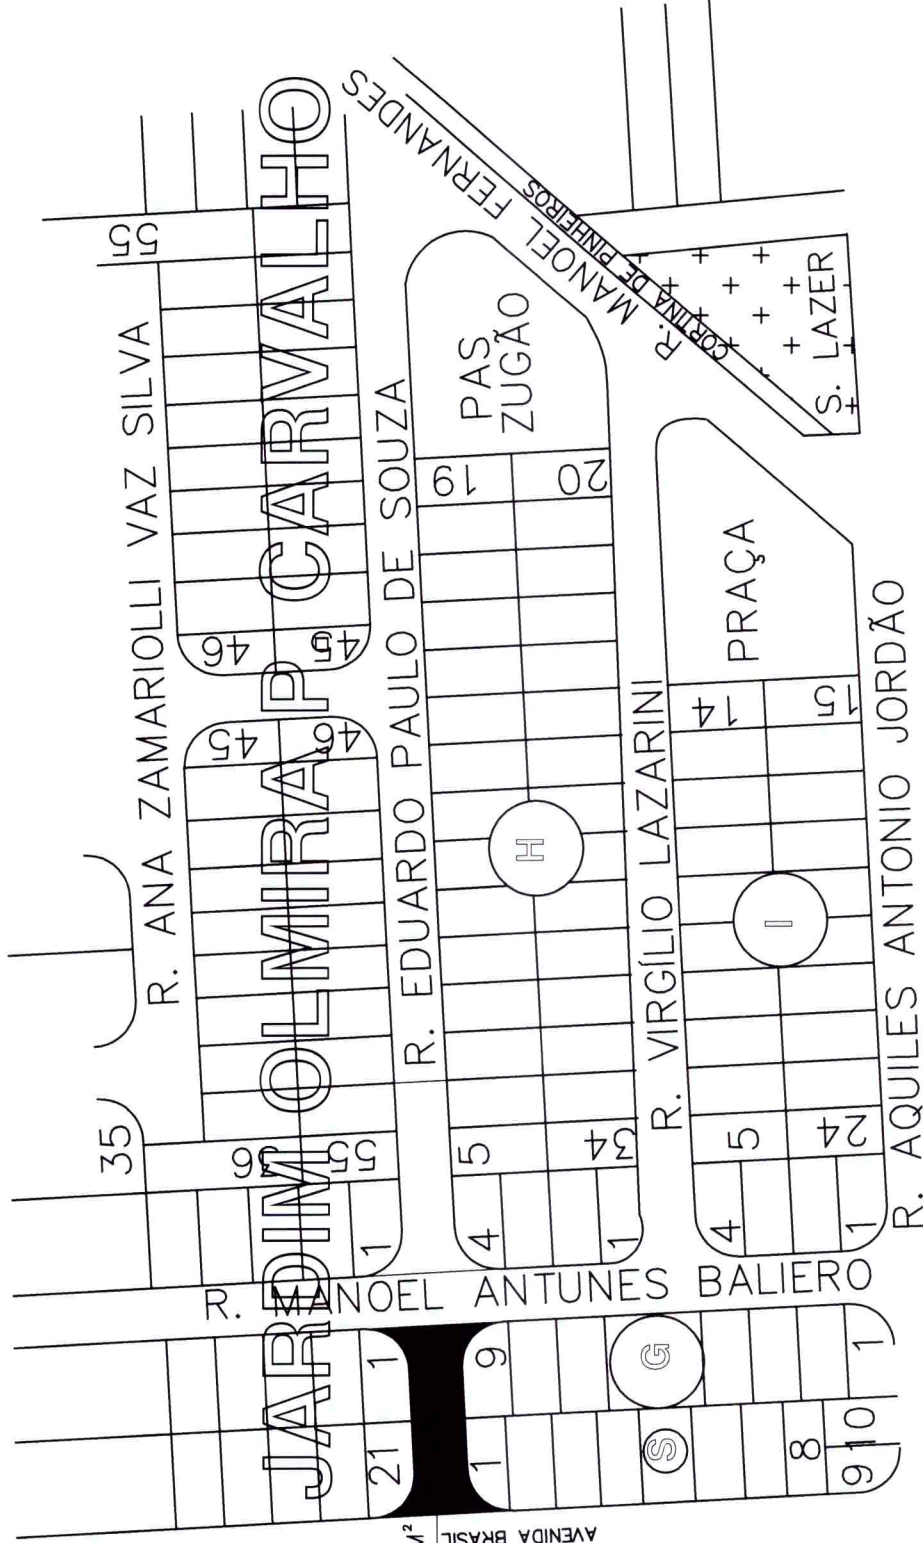 JARDIM OLMIRA P CARVALHO
R. ANA ZAMARIOLLI VAZ SILVA
R. EDUARDO PAULO DE SOUZA
R. VIRGÍLIO LAZARINI
R. AQUILES ANTONIO JORDÃO
R. MANOEL ANTUNES BALIERO
R. MANOEL FERNANDES
CORTINA DE PINHEIROS
S. LAZER
PAS
ZUGÃO
PRAÇA
AVENIDA BRASIL
M²
55
46
45
45
46
35
36
55
1
19
20
H
5
34
4
1
14
15
I
5
24
4
1
21
1
1
9
G
S
8
9
10
1